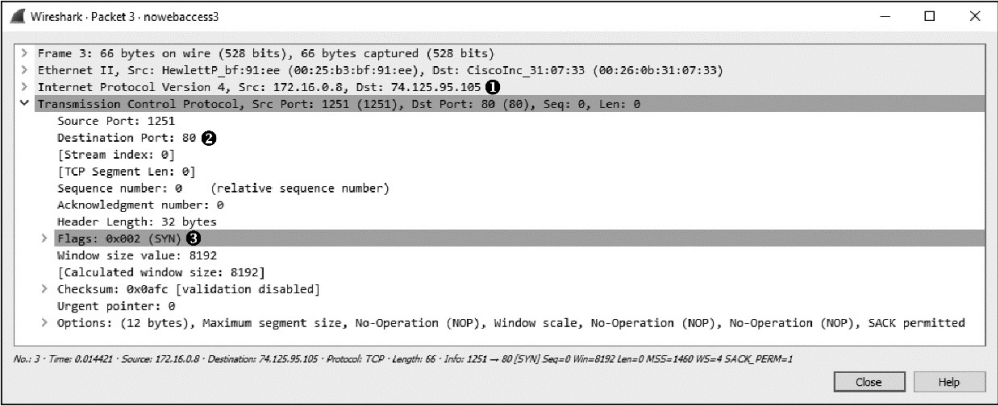 Wireshark · Packet 3 · nowebaccess3
Frame 3: 66 bytes on wire (528 bits), 66 bytes captured (528 bits)
Ethernet II, Src: HewlettP_bf:91:ee (00:25:b3:bf:91:ee), Dst: CiscoInc_31:07:33 (00:26:0b:31:07:33)
Internet Protocol Version 4, Src: 172.16.0.8, Dst: 74.125.95.105 ❶
Transmission Control Protocol, Src Port: 1251 (1251), Dst Port: 80 (80), Seq: 0, Len: 0
Source Port: 1251
Destination Port: 80 ❷
[Stream index: 0]
[TCP Segment Len: 0]
Sequence number: 0 (relative sequence number)
Acknowledgment number: 0
Header Length: 32 bytes
Flags: 0x002 (SYN) ❸
Window size value: 8192
[Calculated window size: 8192]
Checksum: 0x0afc [validation disabled]
Urgent pointer: 0
Options: (12 bytes), Maximum segment size, No-Operation (NOP), Window scale, No-Operation (NOP), No-Operation (NOP), SACK permitted
No.: 3 · Time: 0.014421 · Source: 172.16.0.8 · Destination: 74.125.95.105 · Protocol: TCP · Length: 66 · Info: 1251 → 80 [SYN] Seq=0 Win=8192 Len=0 MSS=1460 WS=4 SACK_PERM=1
Close Help